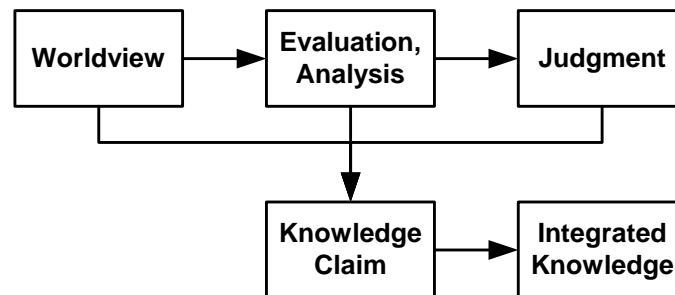 Worldview
Evaluation,
Analysis
Judgment
Knowledge
Claim
Integrated
Knowledge